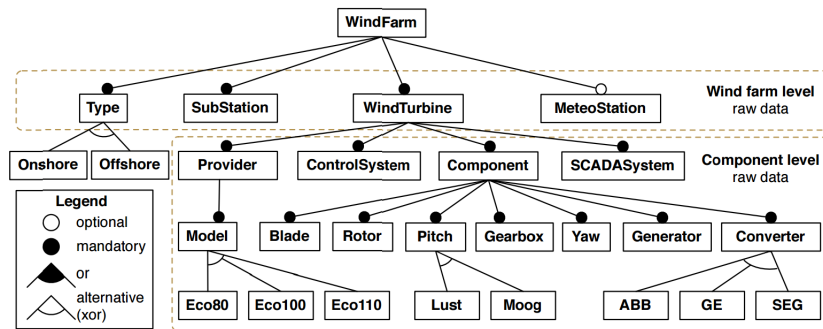 WindFarm
Type
SubStation
WindTurbine
MeteoStation
Wind farm level
raw data
Onshore
Offshore
Provider
ControlSystem
Component
SCADASystem
Component level
raw data
Legend
optional
mandatory
or
alternative
(xor)
Model
Blade
Rotor
Pitch
Gearbox
Yaw
Generator
Converter
Eco80
Eco100
Eco110
Lust
Moog
ABB
GE
SEG